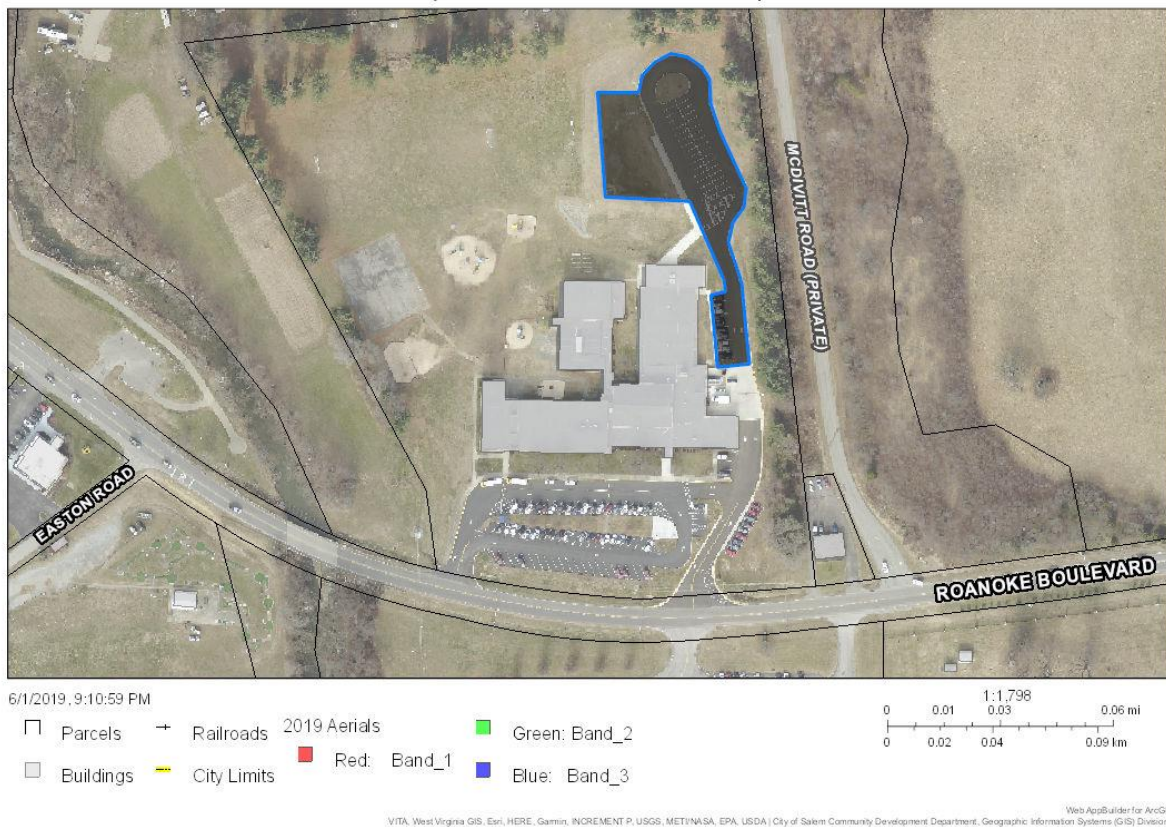 MCDIVITT ROAD (PRIVATE)
EASTON ROAD
ROANOKE BOULEVARD
6/1/2019, 9:10:59 PM
Parcels
Railroads
2019 Aerials
Red: Band_1
Green: Band_2
Blue: Band_3
Buildings
City Limits
1:1,798
0 0.01 0.03 0.06 mi
0 0.02 0.04 0.09 km
Web AppBuilder for ArcG
VITA, West Virginia GIS, Esri, HERE, Garmin, INCREMENT P, USGS, METI/NASA, EPA, USDA | City of Salem Community Development Department, Geographic Information Systems (GIS) Division